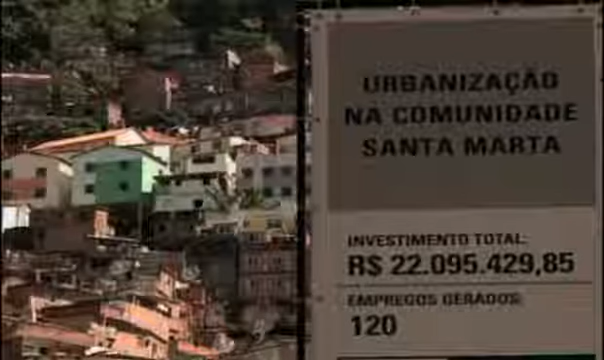 URBANIZAÇÃO
NA COMUNIDADE
SANTA MARTA
INVESTIMENTO TOTAL:
R$ 22.095.429,85
EMPREGOS GERADOS:
120